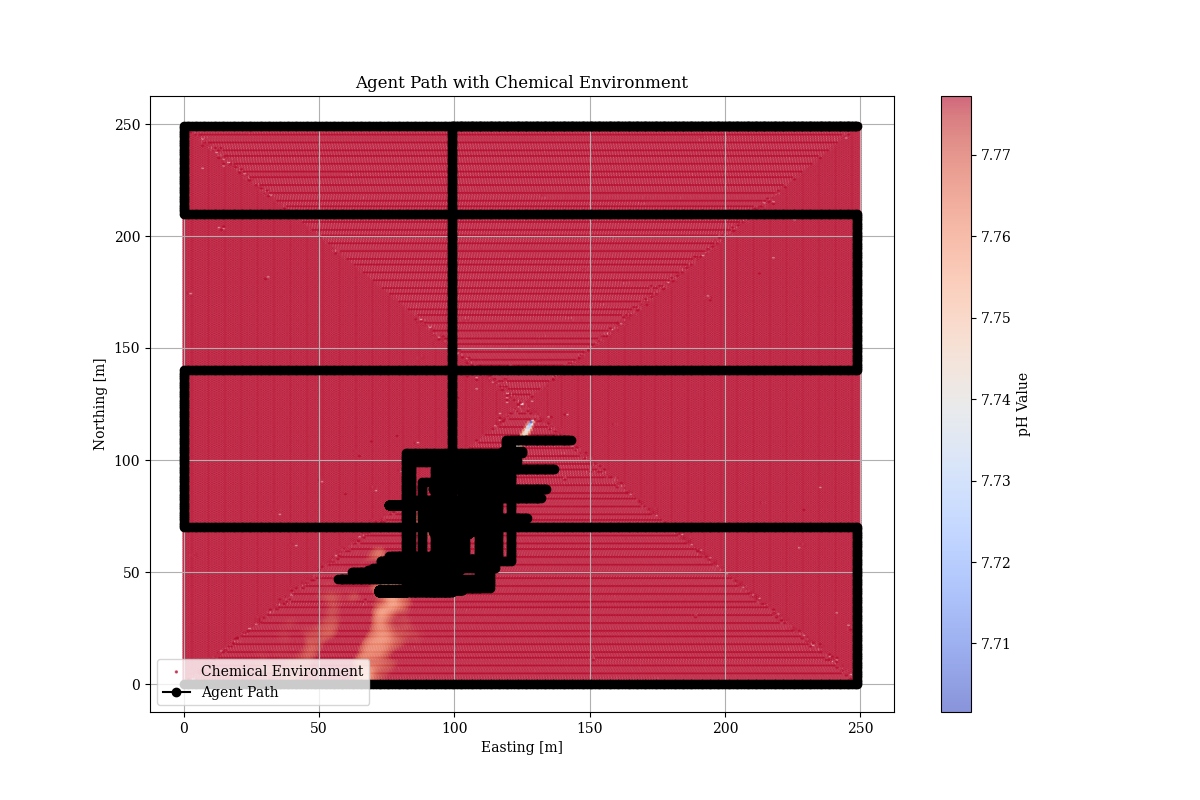 Agent Path with Chemical Environment
250
200
150
100
50
0
Northing [m]
0 50 100 150 200 250
Easting [m]
Chemical Environment
Agent Path
7.77
7.76
7.75
7.74
7.73
7.72
7.71
pH Value